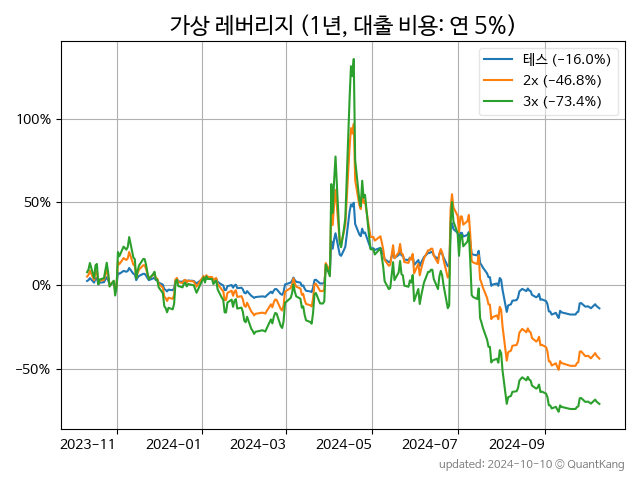 가상 레버리지 (1년, 대출 비용: 연 5%)
테스 (−16.0%)
2x (−46.8%)
3x (−73.4%)
100%
50%
0%
−50%
2023-11 2024-01 2024-03 2024-05 2024-07 2024-09
updated: 2024-10-10 © QuantKang